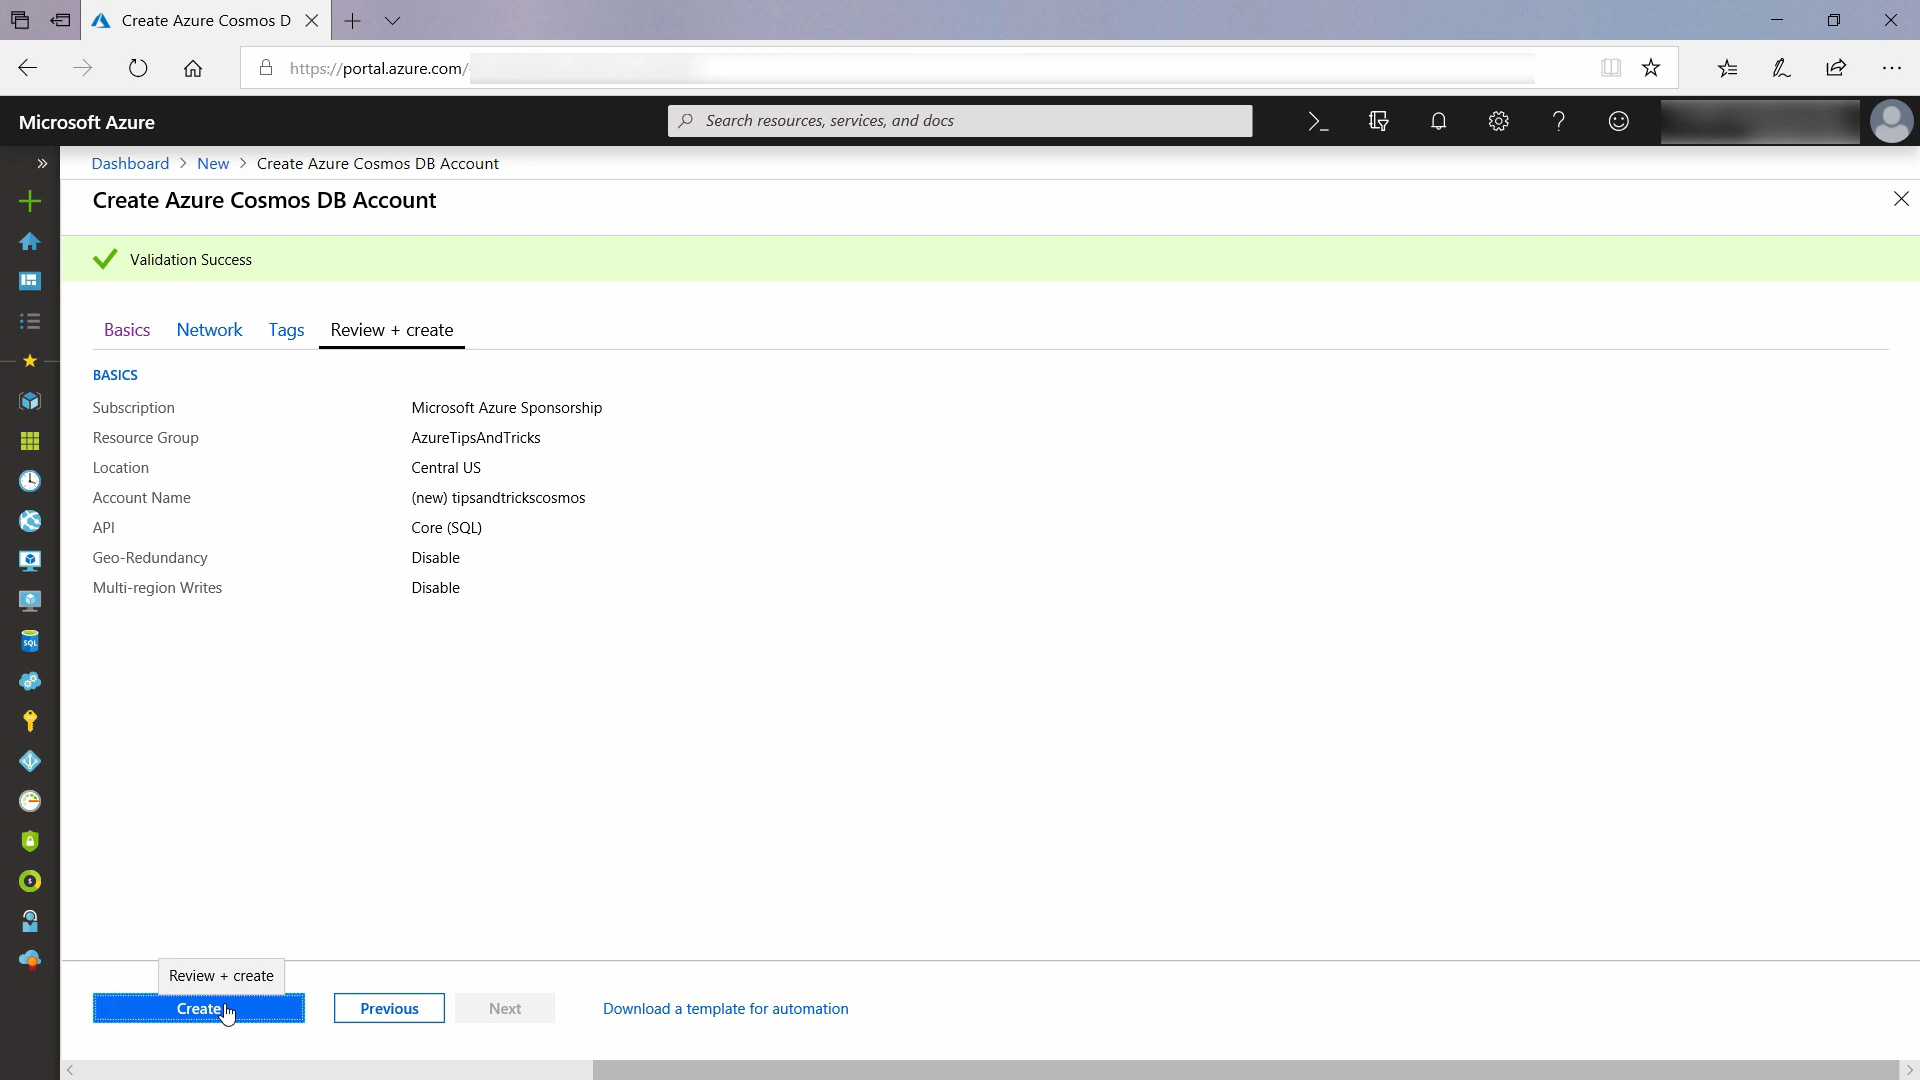 Create Azure Cosmos D
https://portal.azure.com/
Microsoft Azure
Search resources, services, and docs
Dashboard > New > Create Azure Cosmos DB Account
Create Azure Cosmos DB Account
Validation Success
Basics Network Tags Review + create
BASICS
Subscription Microsoft Azure Sponsorship
Resource Group AzureTipsAndTricks
Location Central US
Account Name (new) tipsandtrickscosmos
API Core (SQL)
Geo-Redundancy Disable
Multi-region Writes Disable
SQL
Review + create
Create Previous Next Download a template for automation